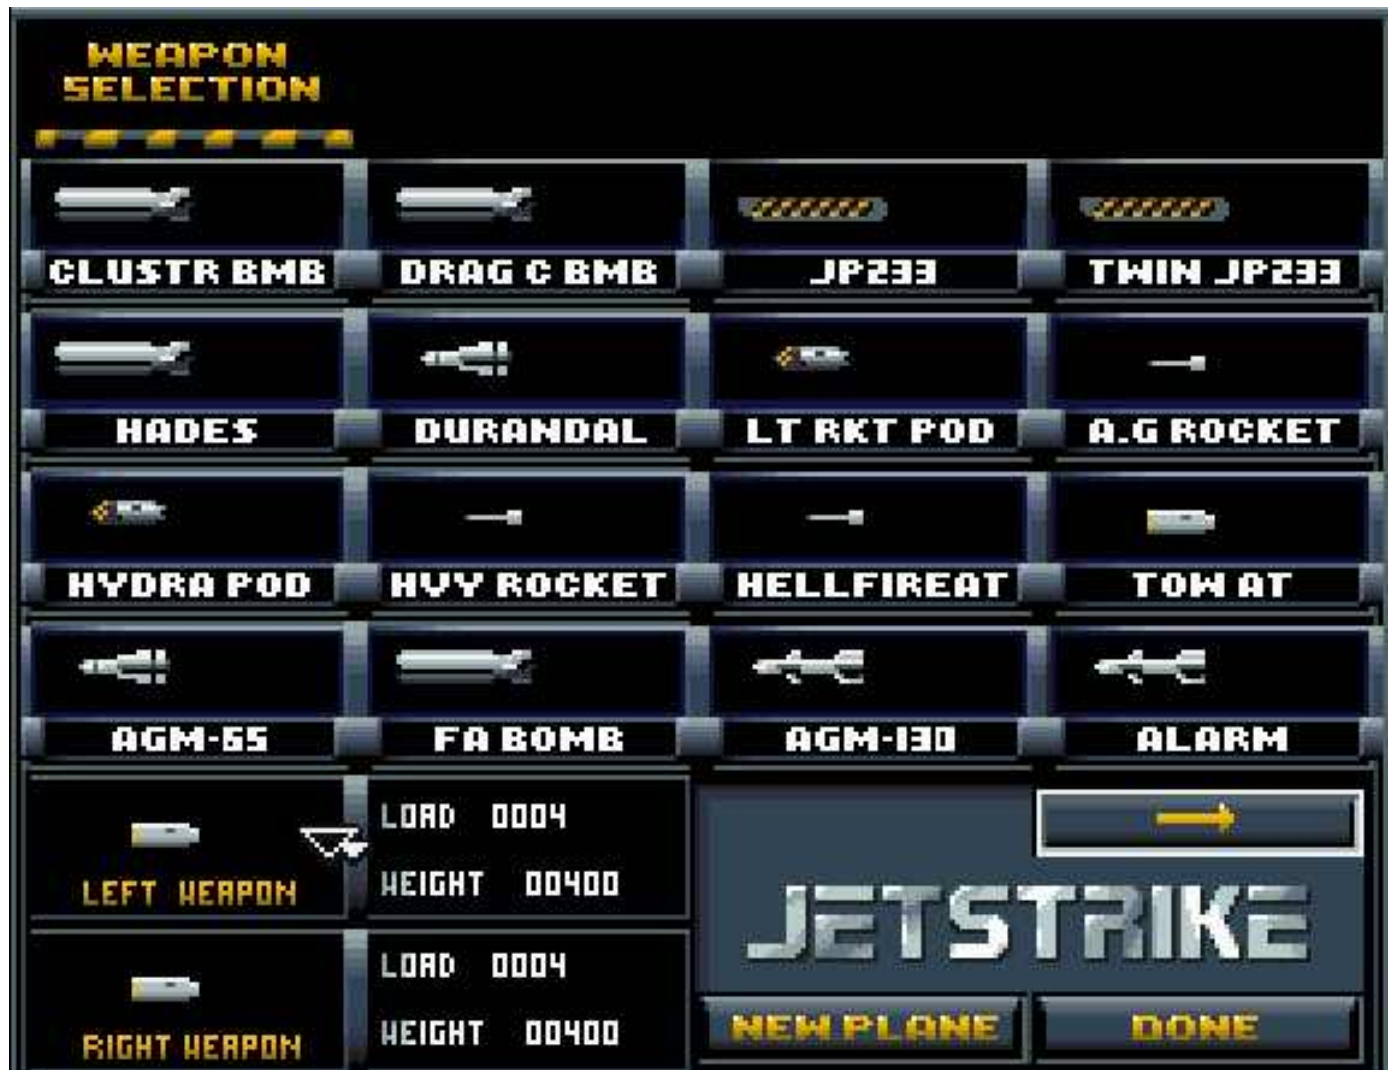 WEAPON
SELECTION
CLUSTR BMB
DRAG C BMB
JP233
TWIN JP233
HADES
DURANDAL
LT RKT POD
A.G ROCKET
HYDRA POD
HVY ROCKET
HELLFIREAT
TOW AT
AGM-65
FA BOMB
AGM-130
ALARM
LEFT WEAPON
LOAD 0004
WEIGHT 00400
RIGHT WEAPON
LOAD 0004
WEIGHT 00400
JETSTRIKE
NEW PLANE
DONE